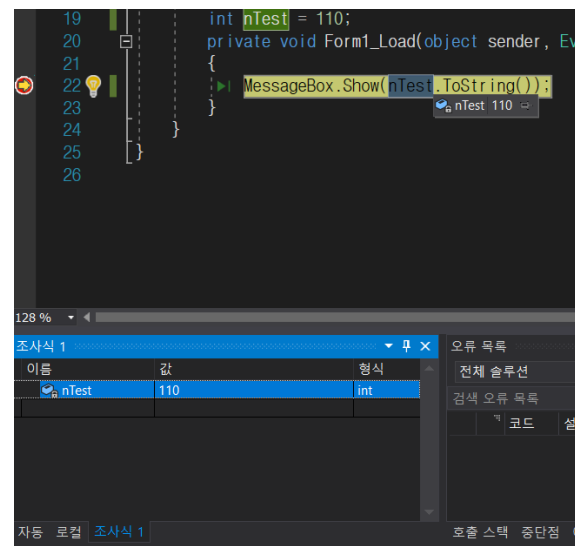 19 int nTest = 110;
20 private void Form1_Load(object sender,
21 {
22 MessageBox.Show(nTest.ToString());
23 }
nTest 110
24 }
25 }
26
128 %
조사식 1
이름 값 형식
nTest 110 int
자동 로컬 조사식 1
오류 목록
전체 솔루션
검색 오류 목록
코드
호출 스택 중단점